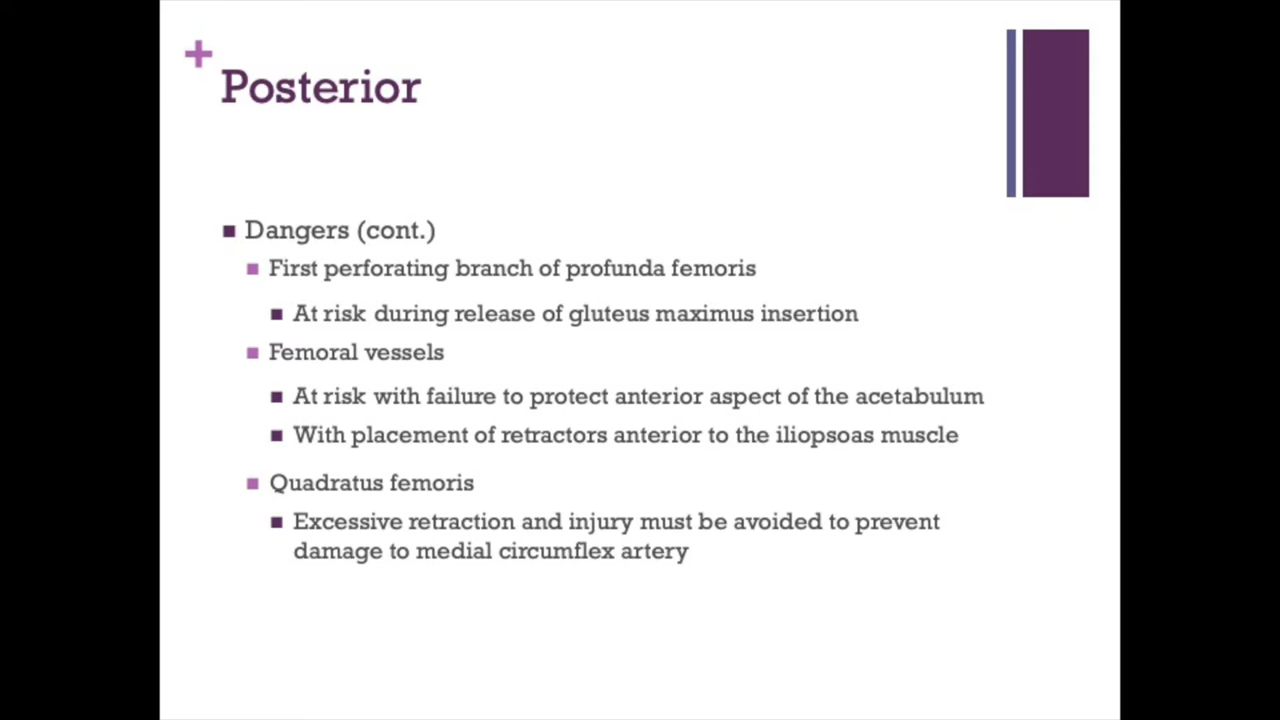 +
Posterior
Dangers (cont.)
First perforating branch of profunda femoris
At risk during release of gluteus maximus insertion
Femoral vessels
At risk with failure to protect anterior aspect of the acetabulum
With placement of retractors anterior to the iliopsoas muscle
Quadratus femoris
Excessive retraction and injury must be avoided to prevent
damage to medial circumflex artery